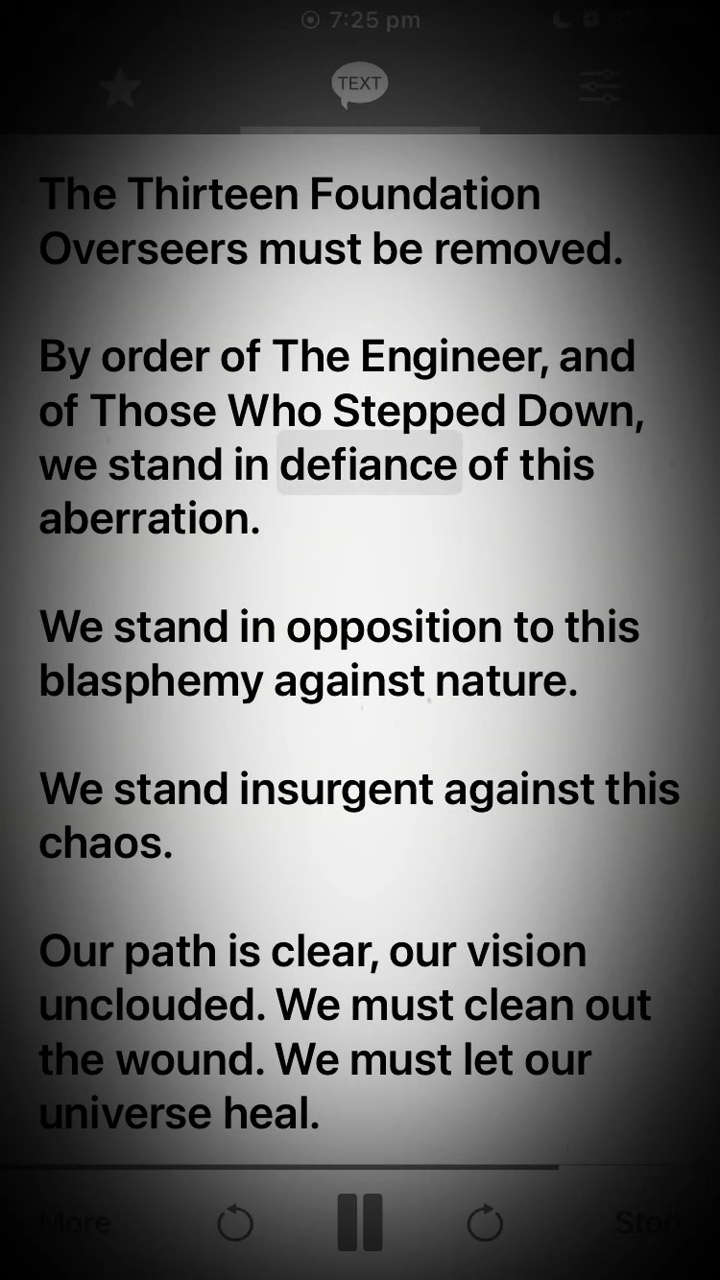 7:25 pm
TEXT
The Thirteen Foundation
Overseers must be removed.
By order of The Engineer, and
of Those Who Stepped Down,
we stand in defiance of this
aberration.
We stand in opposition to this
blasphemy against nature.
We stand insurgent against this
chaos.
Our path is clear, our vision
unclouded. We must clean out
the wound. We must let our
universe heal.
More